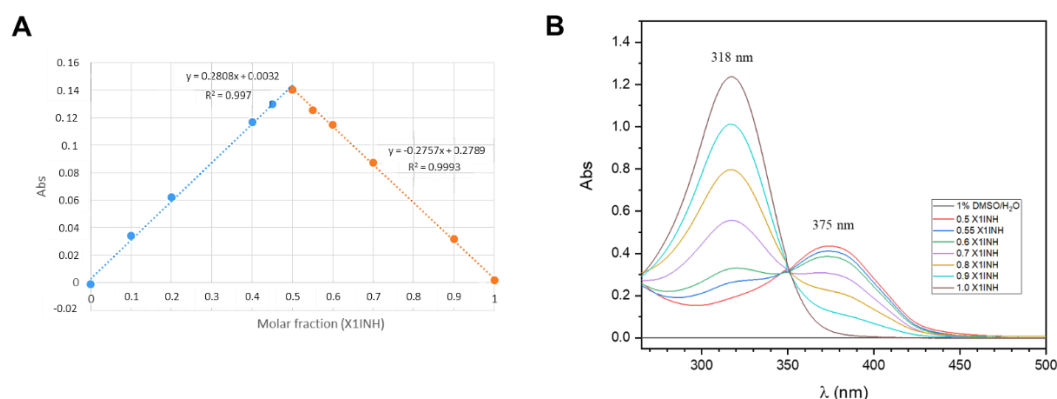 A
0.16
0.14
0.12
0.10
0.08
0.06
0.04
0.02
0
-0.02
Abs
y = 0.2808x + 0.0032
R² = 0.997
y = -0.2757x + 0.2789
R² = 0.9993
0 0.1 0.2 0.3 0.4 0.5 0.6 0.7 0.8 0.9 1
Molar fraction (X1INH)
B
1.4
1.2
1.0
0.8
0.6
0.4
0.2
0.0
Abs
318 nm
375 nm
1% DMSO/H₂O
0.5 X1INH
0.55 X1INH
0.6 X1INH
0.7 X1INH
0.8 X1INH
0.9 X1INH
1.0 X1INH
300 350 400 450 500
λ (nm)